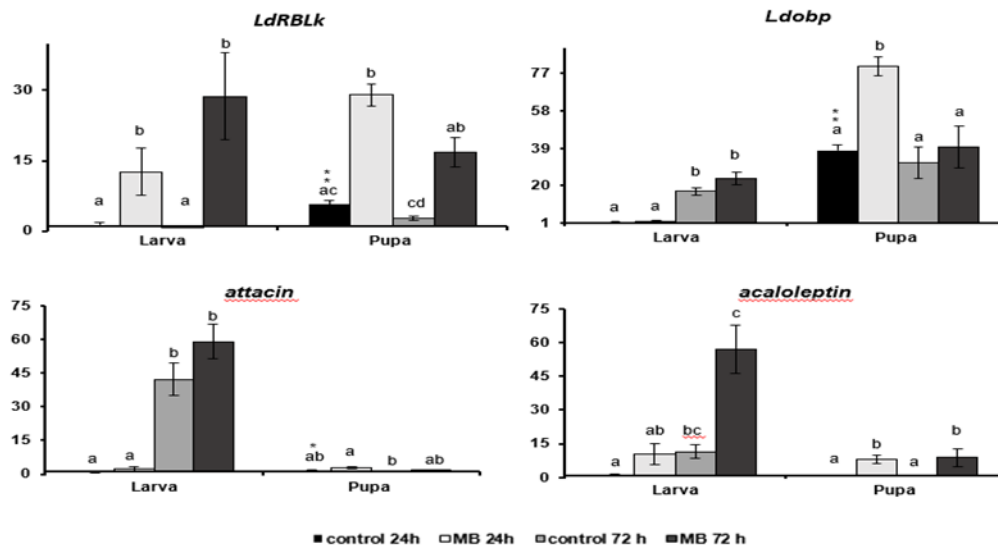 LdRBLk
30
15
0
a
b
a
b
**
ac
b
cd
ab
Larva
Pupa
Ldobp
77
58
39
20
1
a
a
b
b
**
a
b
a
a
Larva
Pupa
attacin
75
60
45
30
15
0
a
a
b
b
*
ab
a
b
ab
Larva
Pupa
acaloleptin
75
60
45
30
15
0
a
ab
bc
c
a
b
a
b
Larva
Pupa
control 24h MB 24h control 72 h MB 72 h